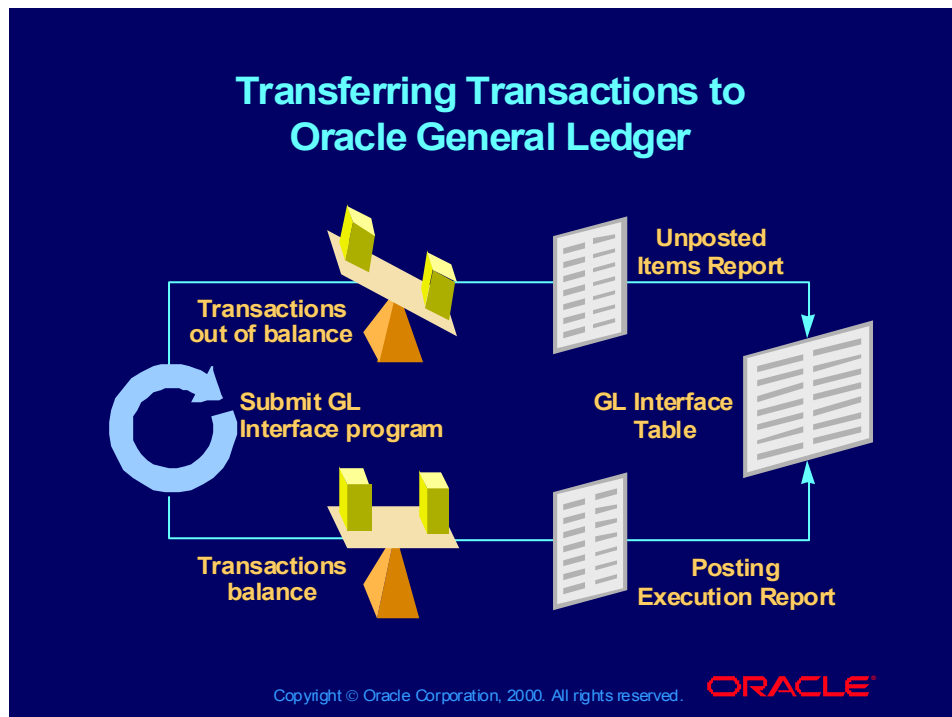 Transferring Transactions to
Oracle General Ledger
Unposted
Items Report
Transactions
out of balance
Submit GL
Interface program
GL Interface
Table
Transactions
balance
Posting
Execution Report
Copyright © Oracle Corporation, 2000. All rights reserved.
ORACLE®